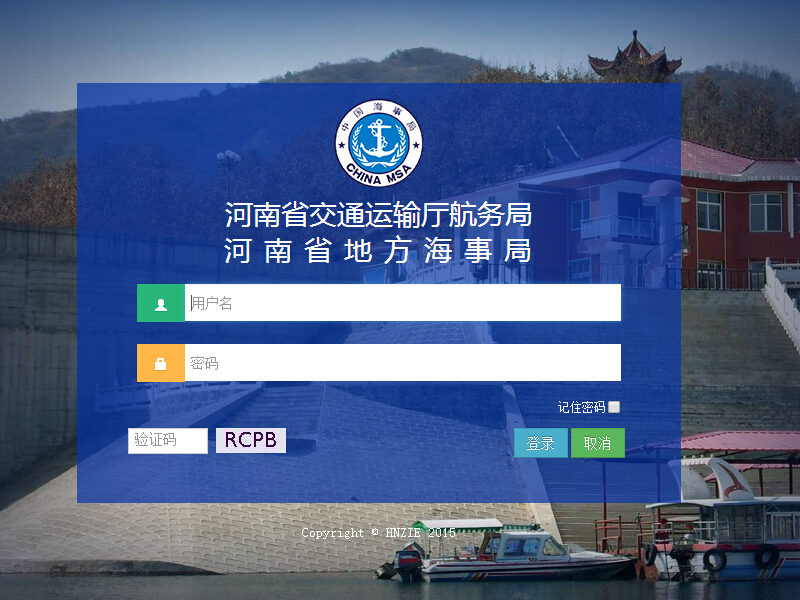 中国海事局
CHINA MSA
河南省交通运输厅航务局
河南省地方海事局
用户名
密码
记住密码
验证码 RCPB 登录 取消
Copyright © HNZIE 2015